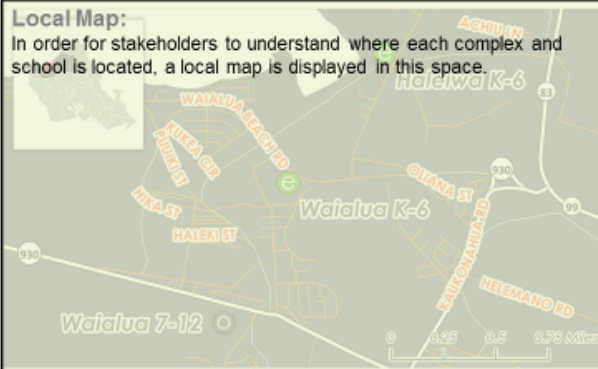 Local Map:
In order for stakeholders to understand where each complex and
school is located, a local map is displayed in this space.
ACHIU LN
e
Haleiwa K-6
83
WAIALUA BEACH RD
KUKEA CIR
PUUIKI ST
930
OLIANA ST
e
HIKA ST
Waialua K-6
99
HALEKI ST
KAUKONAHUA RD
930
HELEMANO RD
Waialua 7-12
0 0.25 0.5 0.75 Miles